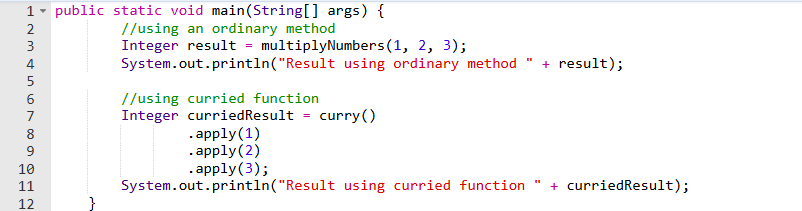 1 public static void main(String[] args) {
2 //using an ordinary method
3 Integer result = multiplyNumbers(1, 2, 3);
4 System.out.println("Result using ordinary method " + result);
5
6 //using curried function
7 Integer curriedResult = curry()
8 .apply(1)
9 .apply(2)
10 .apply(3);
11 System.out.println("Result using curried function " + curriedResult);
12 }